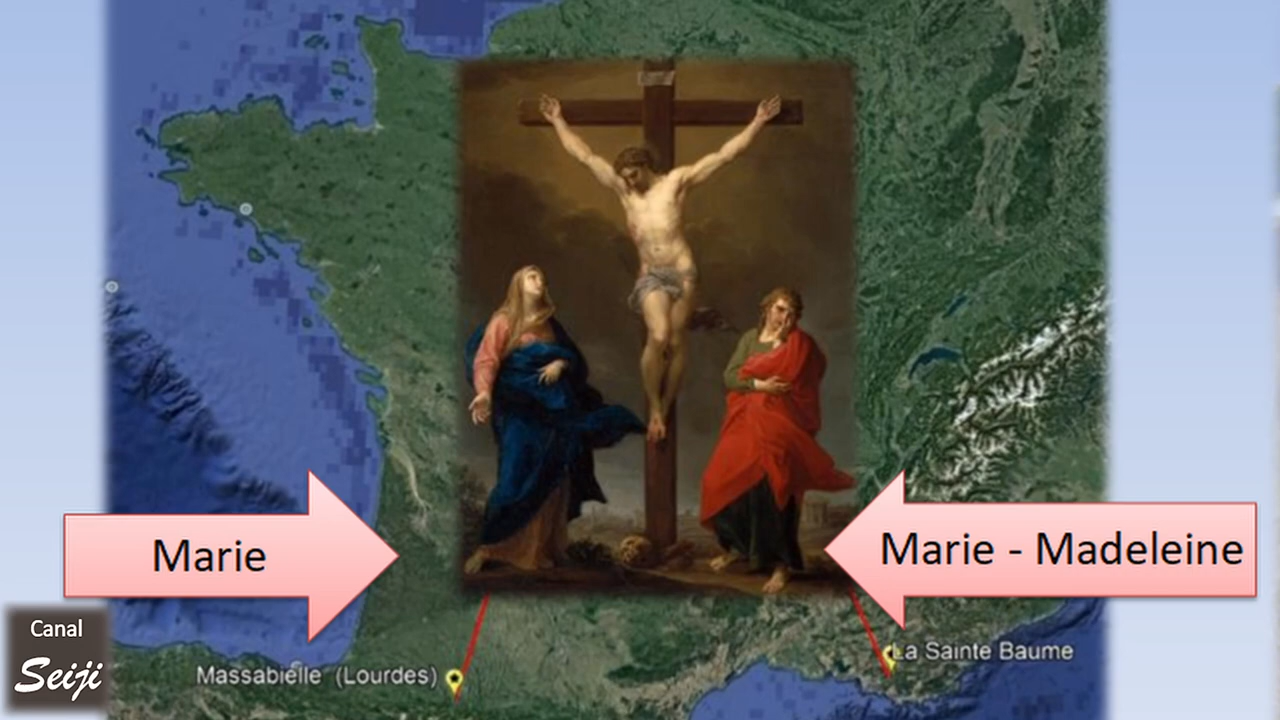 Marie
Marie - Madeleine
Canal
Seiji
Massabielle (Lourdes)
La Sainte Baume